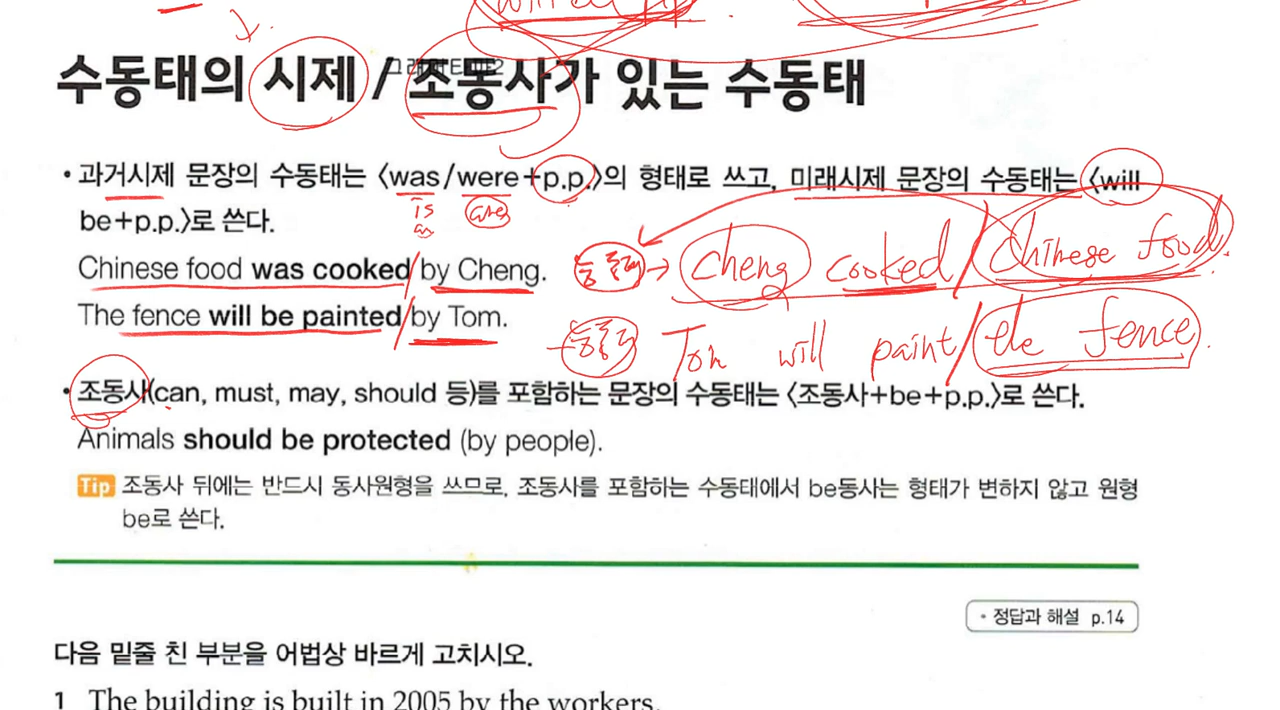 will be p.p.
수동태의 시제 / 조동사가 있는 수동태
• 과거시제 문장의 수동태는 〈was/were+p.p.〉의 형태로 쓰고, 미래시제 문장의 수동태는 〈will
is are
am
be+p.p.〉로 쓴다.
Chinese food was cooked/by Cheng. 능동태 → Cheng cooked / Chinese food.
The fence will be painted/by Tom. 능동태 Tom will paint / the fence.
• 조동사(can, must, may, should 등)를 포함하는 문장의 수동태는 〈조동사+be+p.p.〉로 쓴다.
Animals should be protected (by people).
Tip 조동사 뒤에는 반드시 동사원형을 쓰므로, 조동사를 포함하는 수동태에서 be동사는 형태가 변하지 않고 원형
be로 쓴다.
• 정답과 해설 p.14
다음 밑줄 친 부분을 어법상 바르게 고치시오.
1 The building is built in 2005 by the workers.